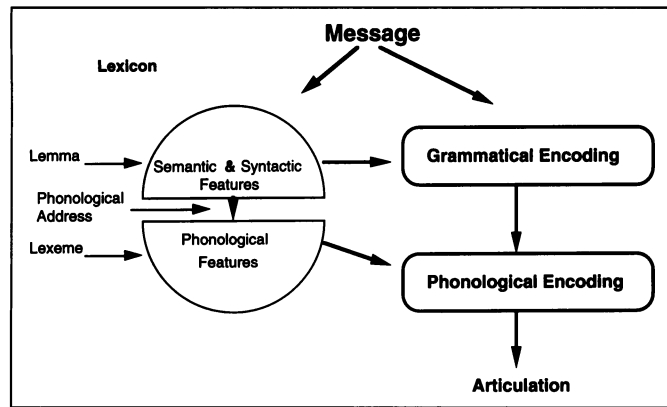 Message
Lexicon
Lemma
Semantic & Syntactic
Features
Grammatical Encoding
Phonological
Address
Lexeme
Phonological
Features
Phonological Encoding
Articulation